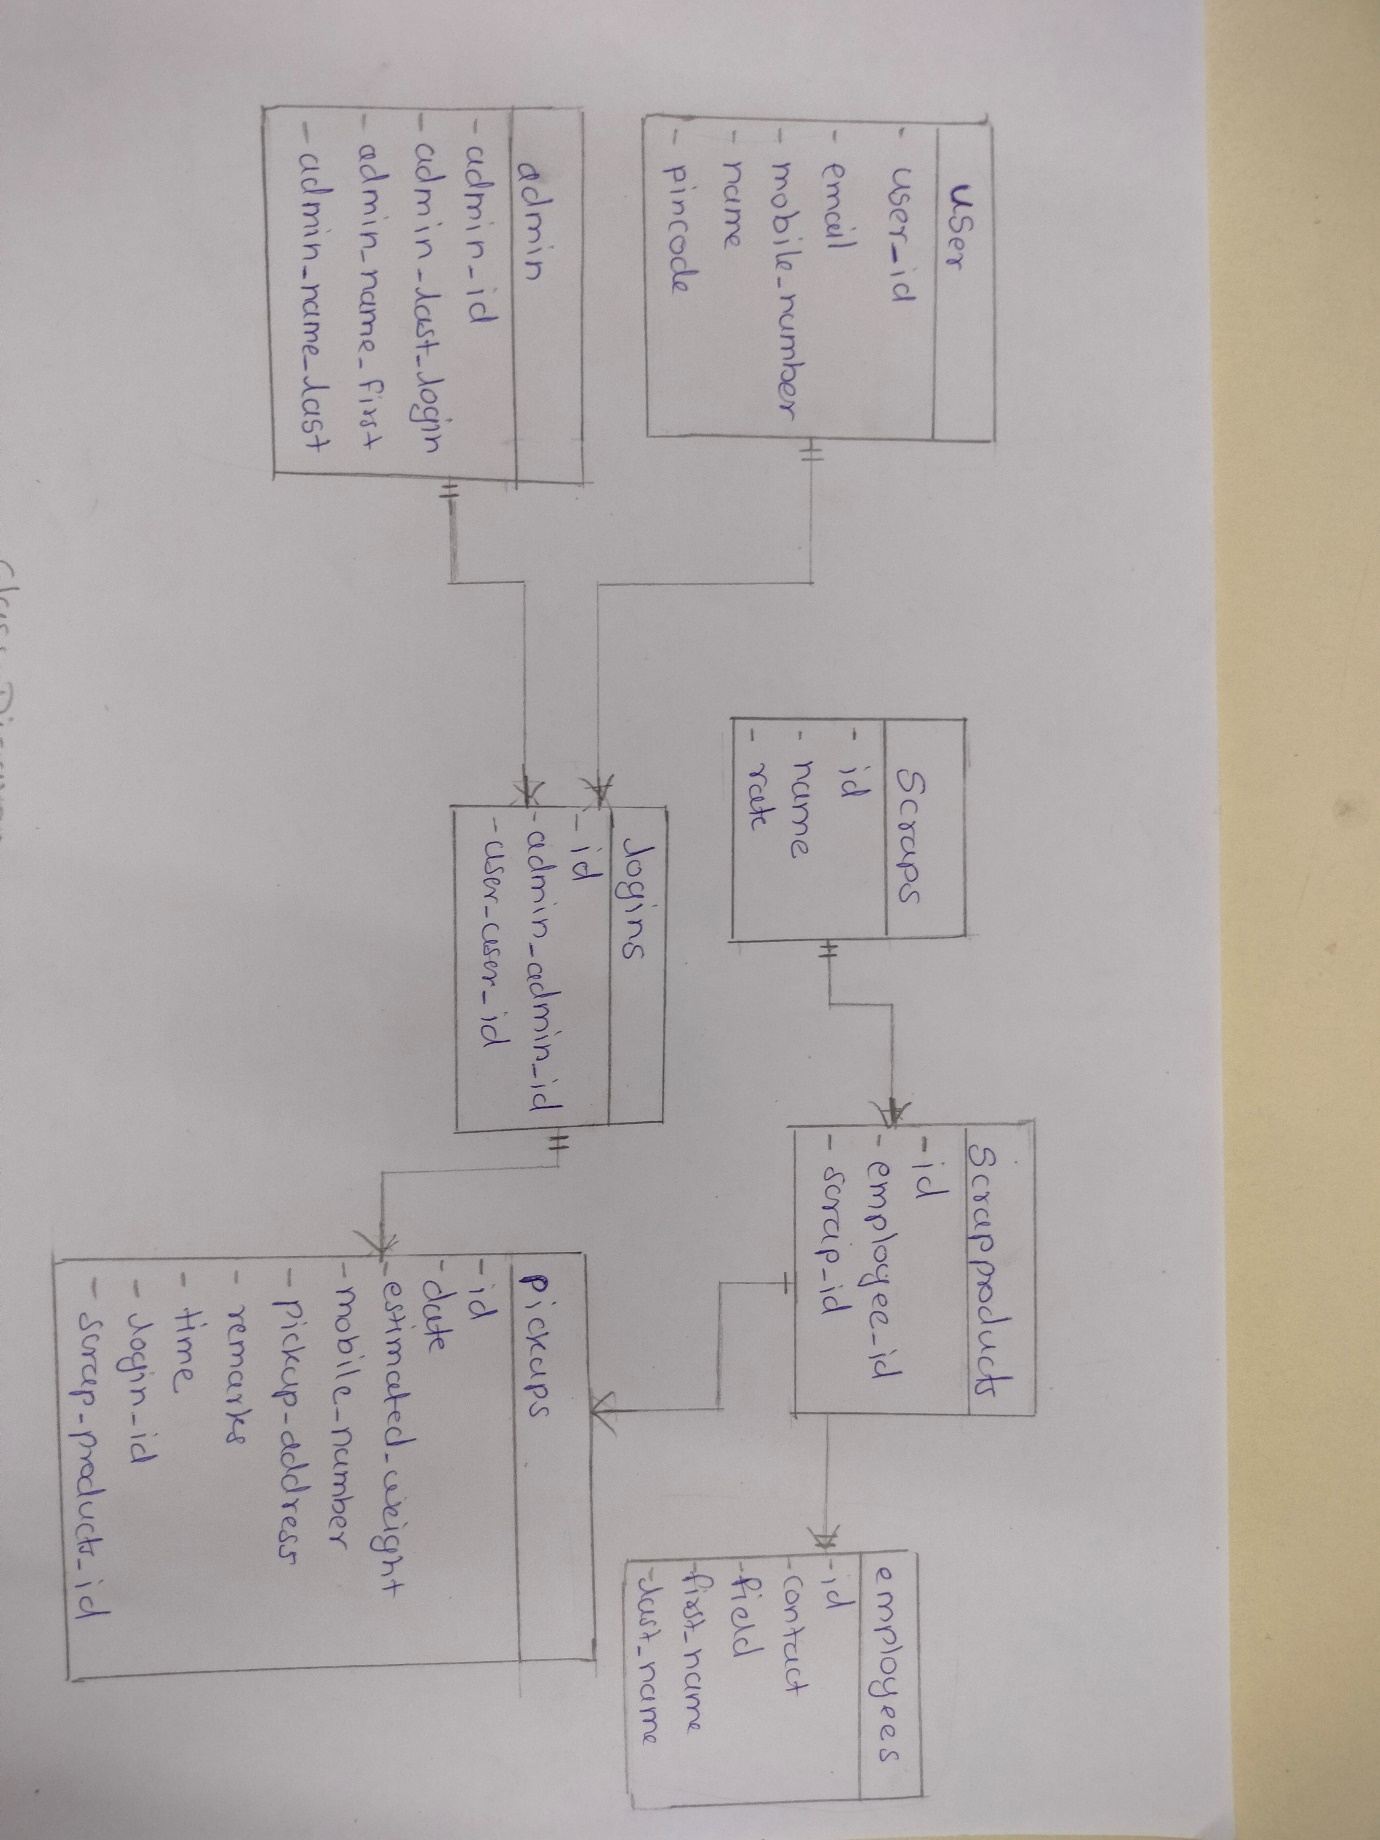 user
- user_id
- email
- mobile_number
- name
- pincode
admin
- admin_id
- admin_last_login
- admin_name_first
- admin_name_last
Scraps
- id
- name
- rate
logins
- id
- admin_admin_id
- user_user_id
Scrapproducts
- id
- employee_id
- scrap_id
pickups
- id
- date
- estimated_weight
- mobile_number
- pickup_address
- remarks
- time
- login_id
- scrap_products_id
employees
- id
- contact
- field
- first_name
- last_name